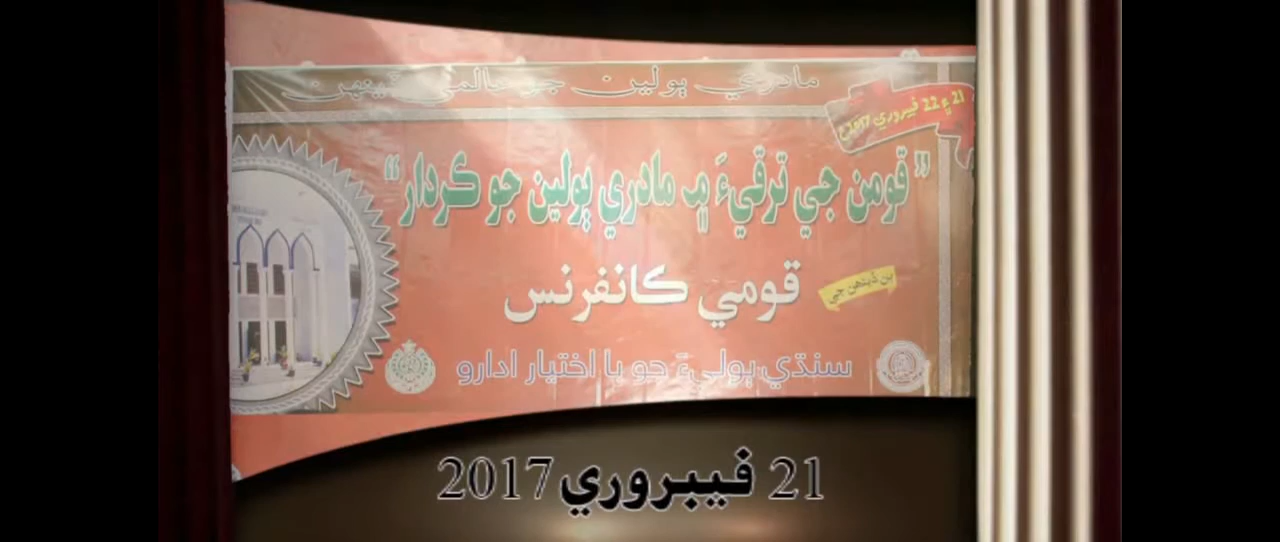 مادري ٻولين جو عالمي ڏينهن
21 ۽ 22 فيبروري 2017ع
”قومن جي ترقيءَ ۾ مادري ٻولين جو ڪردار“
قومي ڪانفرنس
ٻن ڏينهن جي
سنڌي ٻوليءَ جو با اختيار ادارو
21 فيبروري 2017